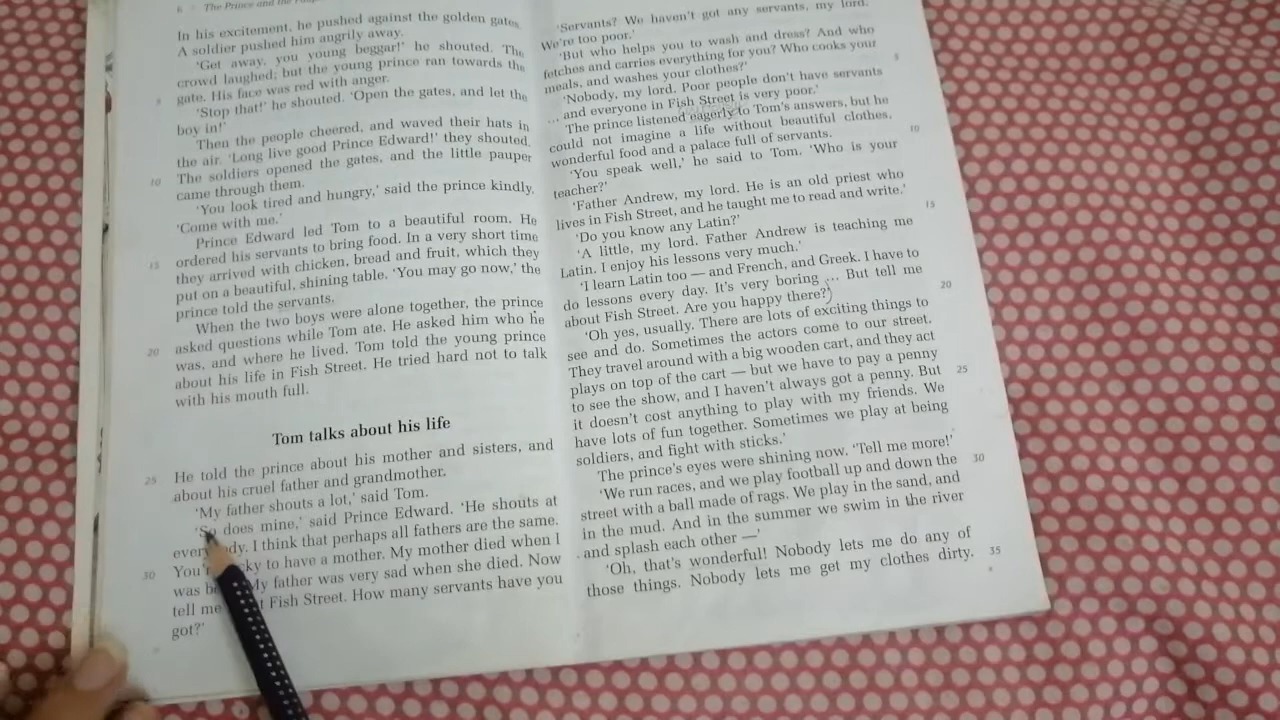 6 The Prince and the
In his excitement, he pushed against the golden gates.
A soldier pushed him angrily away.
'Get away, you young beggar!' he shouted. The
crowd laughed; but the young prince ran towards the
gate. His face was red with anger.
5
'Stop that!' he shouted. 'Open the gates, and let the
boy in!'
Then the people cheered, and waved their hats in
the air. 'Long live good Prince Edward!' they shouted.
The soldiers opened the gates, and the little pauper
10
came through them.
'You look tired and hungry,' said the prince kindly.
'Come with me.'
Prince Edward led Tom to a beautiful room. He
ordered his servants to bring food. In a very short time
15
they arrived with chicken, bread and fruit, which they
put on a beautiful, shining table. 'You may go now,' the
prince told the servants.
When the two boys were alone together, the prince
asked questions while Tom ate. He asked him who he
20
was, and where he lived. Tom told the young prince
about his life in Fish Street. He tried hard not to talk
with his mouth full.
Tom talks about his life
He told the prince about his mother and sisters, and
25
about his cruel father and grandmother.
'My father shouts a lot,' said Tom.
'So does mine,' said Prince Edward. 'He shouts at
I think that perhaps all fathers are the same.
to have a mother. My mother died when I
30
was My father was very sad when she died. Now
tell me Fish Street. How many servants have you
got?'
'Servants? We haven't got any servants, my lord.
We're too poor.'
'But who helps you to wash and dress? And who
fetches and carries everything for you? Who cooks your
5
meals, and washes your clothes?'
'Nobody, my lord. Poor people don't have servants
... and everyone in Fish Street is very poor.'
The prince listened eagerly to Tom's answers, but he
could not imagine a life without beautiful clothes,
10
wonderful food and a palace full of servants.
'You speak well,' he said to Tom. 'Who is your
teacher?'
'Father Andrew, my lord. He is an old priest who
lives in Fish Street, and he taught me to read and write.'
15
'Do you know any Latin?'
'A little, my lord. Father Andrew is teaching me
Latin. I enjoy his lessons very much.'
'I learn Latin too — and French, and Greek. I have to
do lessons every day. It's very boring ... But tell me
20
about Fish Street. Are you happy there?'
'Oh yes, usually. There are lots of exciting things to
see and do. Sometimes the actors come to our street.
They travel around with a big wooden cart, and they act
plays on top of the cart — but we have to pay a penny
25
to see the show, and I haven't always got a penny. But
it doesn't cost anything to play with my friends. We
have lots of fun together. Sometimes we play at being
soldiers, and fight with sticks.'
The prince's eyes were shining now. 'Tell me more!'
30
'We run races, and we play football up and down the
street with a ball made of rags. We play in the sand, and
in the mud. And in the summer we swim in the river
and splash each other —'
'Oh, that's wonderful! Nobody lets me do any of
35
those things. Nobody lets me get my clothes dirty.